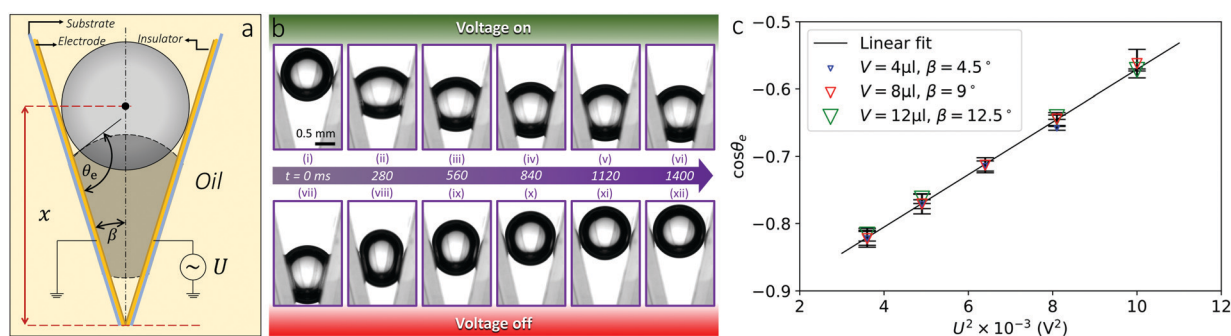 a
Substrate
Electrode
Insulator
θe
Oil
x
β
U
b
Voltage on
0.5 mm
(i) (ii) (iii) (iv) (v) (vi)
t = 0 ms 280 560 840 1120 1400
(vii) (viii) (ix) (x) (xi) (xii)
Voltage off
c
Linear fit
V = 4μl, β = 4.5°
V = 8μl, β = 9°
V = 12μl, β = 12.5°
cosθe
−0.5
−0.6
−0.7
−0.8
−0.9
2 4 6 8 10 12
U² × 10⁻³ (V²)